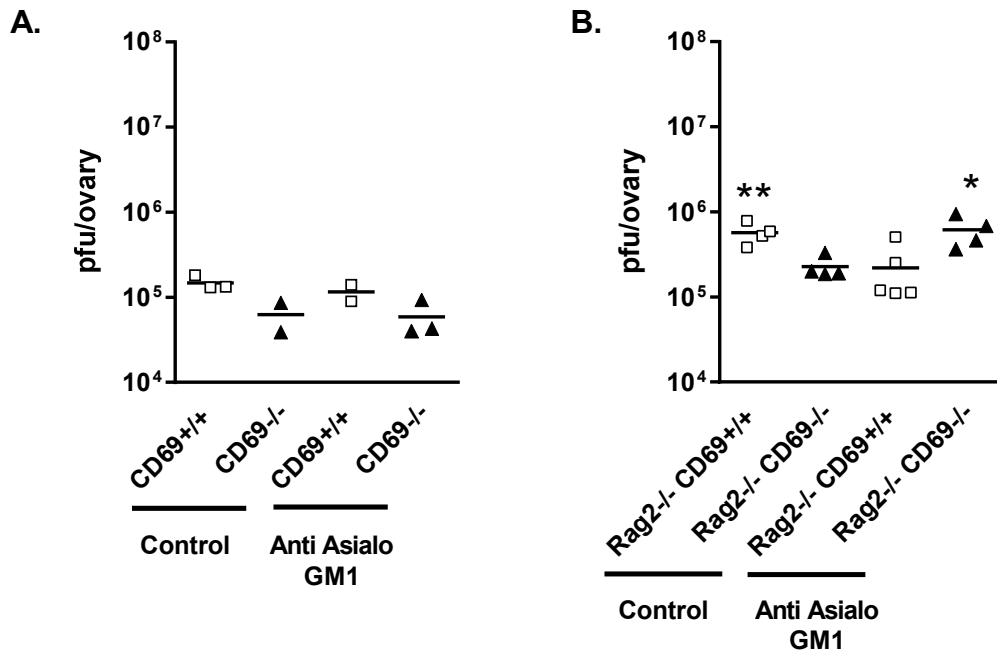 A.
pfu/ovary
10⁸
10⁷
10⁶
10⁵
10⁴
CD69+/+
CD69-/-
CD69+/+
CD69-/-
Control
Anti Asialo
GM1
B.
pfu/ovary
10⁸
10⁷
10⁶
10⁵
10⁴
**
*
Rag2-/- CD69+/+
Rag2-/- CD69-/-
Rag2-/- CD69+/+
Rag2-/- CD69-/-
Control
Anti Asialo
GM1